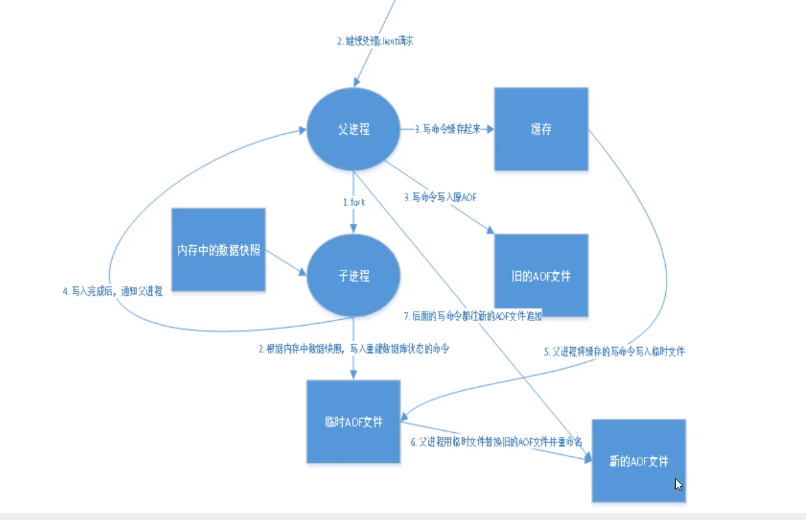 2. 继续处理client请求
父进程
3. 写命令缓存起来
缓存
3. 写命令写入原AOF
1. fork
内存中的数据快照
子进程
旧的AOF文件
4. 写入完成后，通知父进程
7. 后面的写命令都往新的AOF文件追加
2. 根据内存中数据快照，写入重建数据库状态的命令
5. 父进程将缓存的写命令写入临时文件
临时AOF文件
6. 父进程用临时文件替换旧的AOF文件并重命名
新的AOF文件